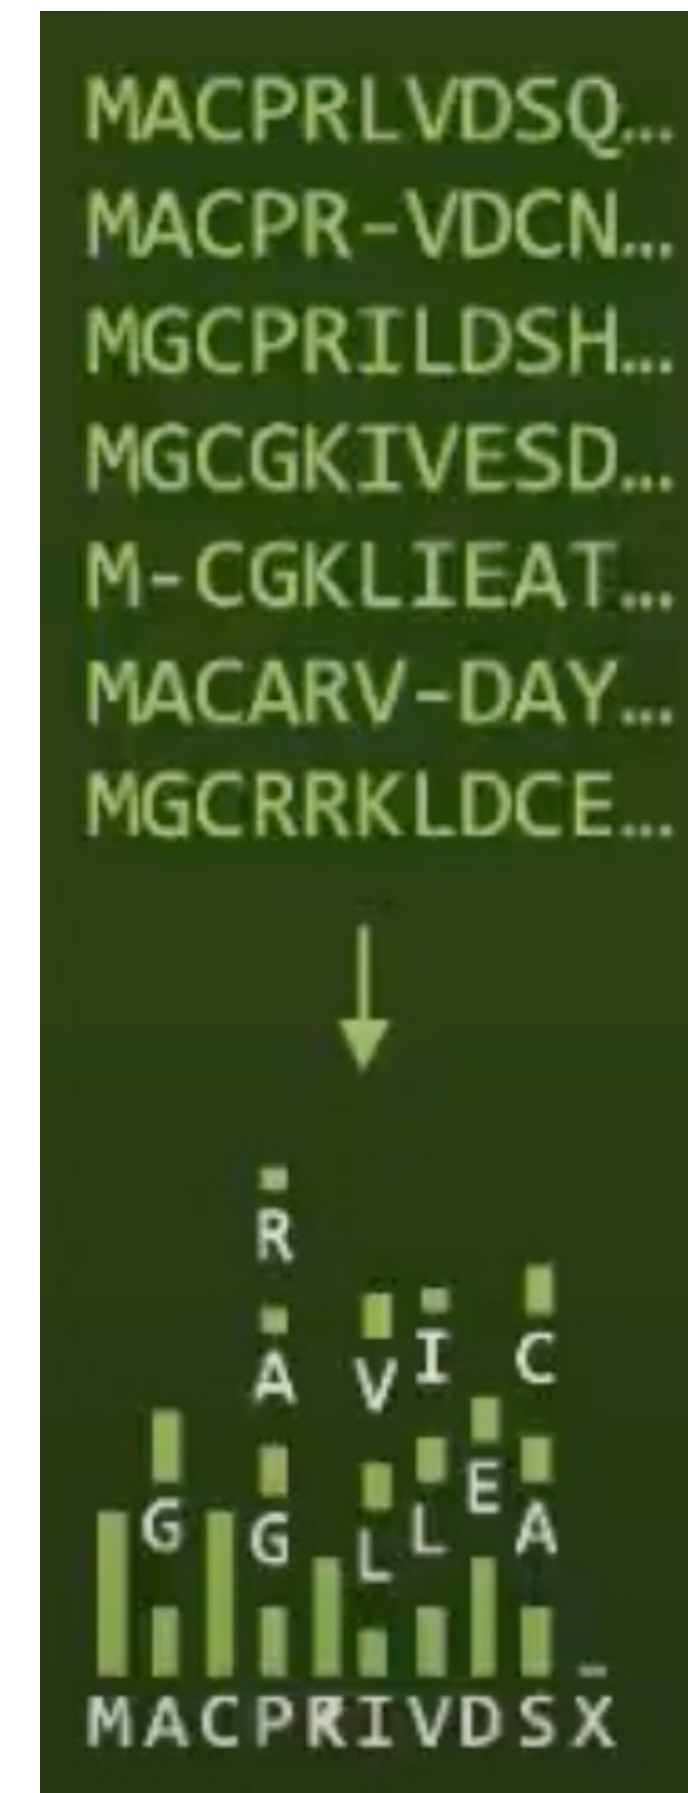 MACPRLVDSQ...
MACPR-VDCN...
MGCPRILDSH...
MGCGKIVESD...
M-CGKLIEAT...
MACARV-DAY...
MGCRRKLDCE...
R
A V I C
G G L L E A
MACPRIVDSX